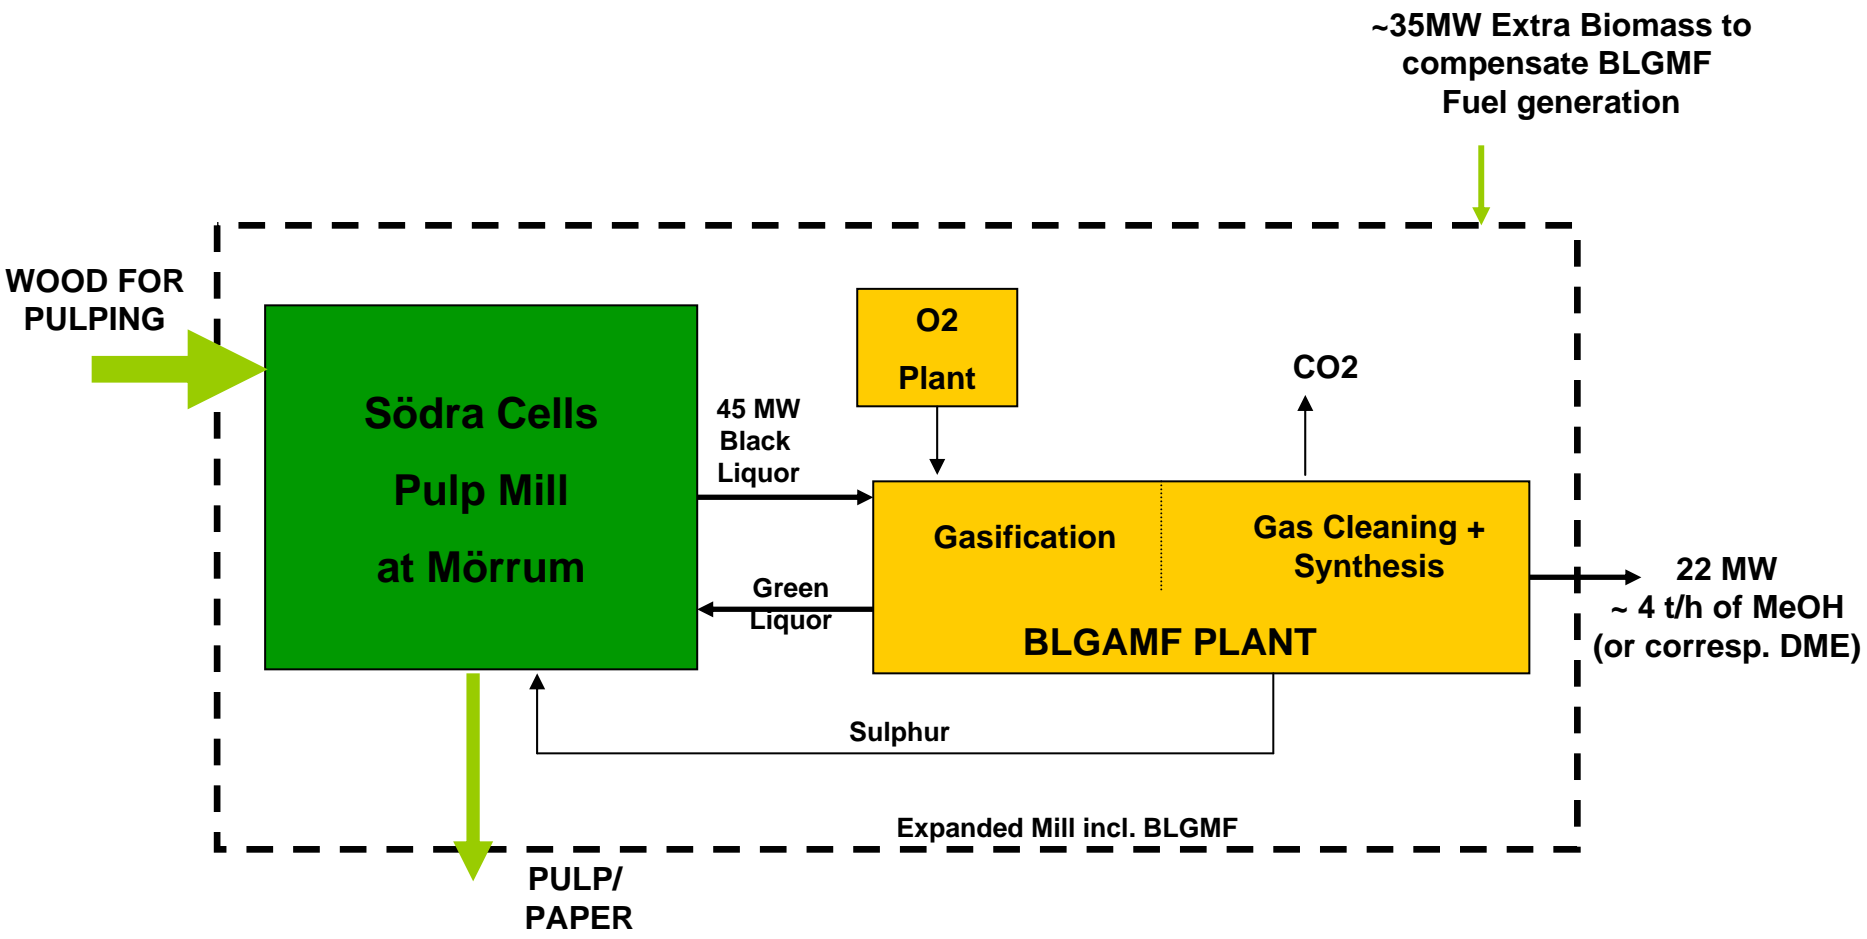 ~35MW Extra Biomass to
compensate BLGMF
Fuel generation
WOOD FOR
PULPING
O2
Plant
CO2
Södra Cells
Pulp Mill
at Mörrum
45 MW
Black
Liquor
Gasification
Gas Cleaning +
Synthesis
22 MW
~ 4 t/h of MeOH
(or corresp. DME)
Green
Liquor
BLGAMF PLANT
Sulphur
Expanded Mill incl. BLGMF
PULP/
PAPER